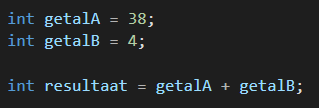 int getalA = 38;
int getalB = 4;
int resultaat = getalA + getalB;